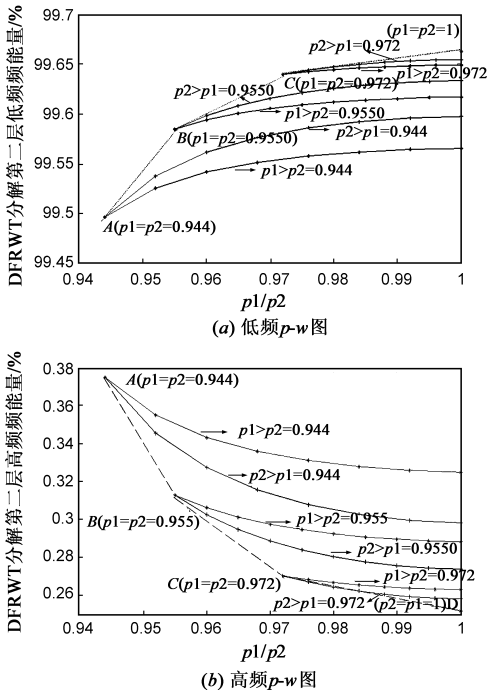 DFRWT分解第二层低频频能量/%
99.7
99.65
99.6
99.55
99.5
99.45
(p1=p2=1)
p2>p1=0.972
p1>p2=0.972
C(p1=p2=0.972)
p2>p1=0.9550
p1>p2=0.9550
B(p1=p2=0.9550)
p2>p1=0.944
p1>p2=0.944
A(p1=p2=0.944)
0.94 0.95 0.96 0.97 0.98 0.99 1
p1/p2
(a) 低频p-w图
DFRWT分解第二层高频频能量/%
0.38
0.36
0.34
0.32
0.3
0.28
0.26
A(p1=p2=0.944)
p1>p2=0.944
p2>p1=0.944
p1>p2=0.955
B(p1=p2=0.955)
p2>p1=0.9550
p1>p2=0.972
C(p1=p2=0.972)
p2>p1=0.972 (p2=p1=1)D
0.94 0.95 0.96 0.97 0.98 0.99 1
p1/p2
(b) 高频p-w图